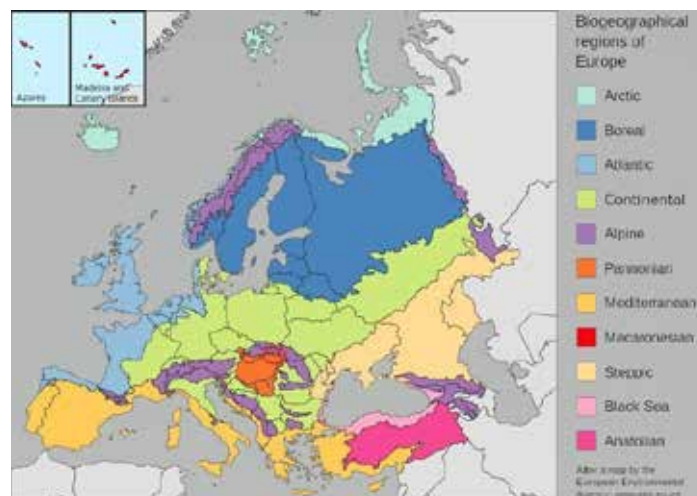 Azores
Madeira and
Canary Islands
Biogeographical
regions of
Europe
Arctic
Boreal
Atlantic
Continental
Alpine
Pannonian
Mediterranean
Macaronesian
Steppic
Black Sea
Anatolian
After a map by the
European Environmental